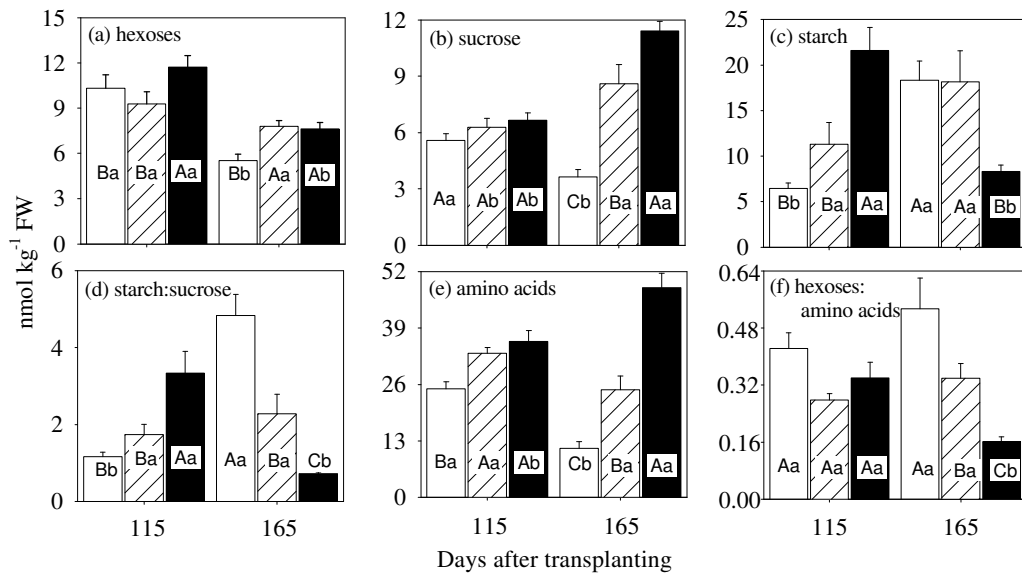 15
12
9
6
3
0
(a) hexoses
Ba
Ba
Aa
Bb
Aa
Ab
12
9
6
3
0
(b) sucrose
Aa
Ab
Ab
Cb
Ba
Aa
25
20
15
10
5
0
(c) starch
Bb
Ba
Aa
Aa
Aa
Bb
nmol kg⁻¹ FW
6
4
2
0
(d) starch:sucrose
Bb
Ba
Aa
Aa
Ba
Cb
115
165
52
39
26
13
0
(e) amino acids
Ba
Aa
Ab
Cb
Ba
Aa
115
165
0.64
0.48
0.32
0.16
0.00
(f) hexoses:
amino acids
Aa
Aa
Aa
Aa
Ba
Cb
115
165
Days after transplanting